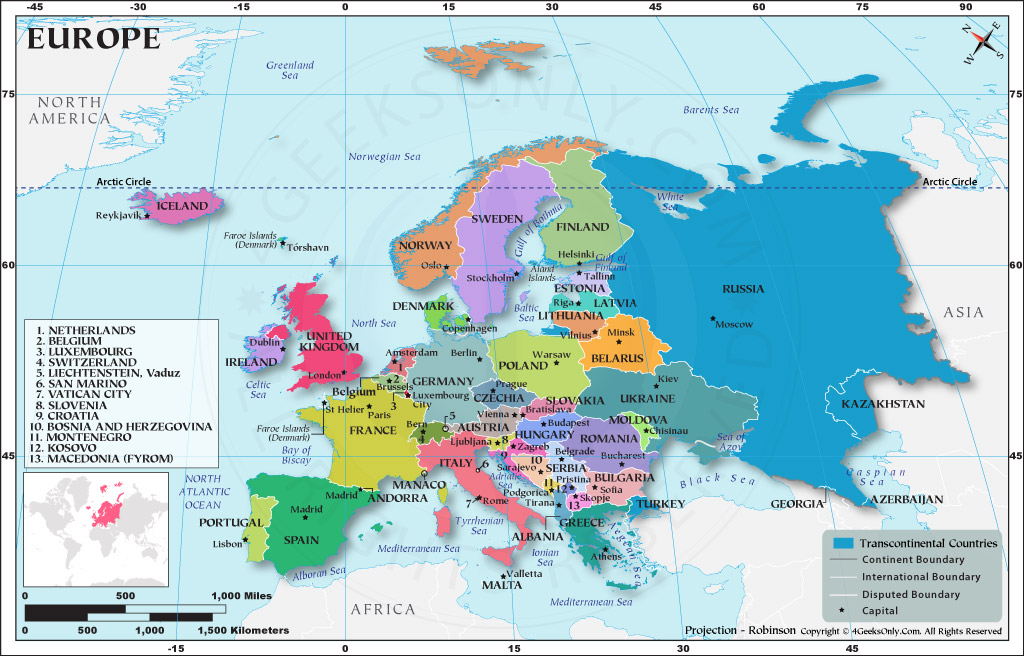 -45
-30
-15
0
15
30
45
60
75
90
EUROPE
N
E
W
S
Greenland
Sea
75
75
NORTH
AMERICA
Barents Sea
Norwegian Sea
Arctic Circle
Arctic Circle
ICELAND
Reykjavik
White
Sea
SWEDEN
Gulf of Bothnia
FINLAND
Faroe Islands
(Denmark)
Tórshavn
NORWAY
Oslo
Helsinki
Gulf of
Finland
60
60
Stockholm
Åland
Islands
Tallinn
ESTONIA
RUSSIA
DENMARK
Baltic
Sea
Riga
LATVIA
LITHUANIA
ASIA
Moscow
North Sea
Copenhagen
Vilnius
Minsk
1. NETHERLANDS
2. BELGIUM
3. LUXEMBOURG
4. SWITZERLAND
5. LIECHTENSTEIN, Vaduz
6. SAN MARINO
7. VATICAN CITY
8. SLOVENIA
9. CROATIA
10. BOSNIA AND HERZEGOVINA
11. MONTENEGRO
12. KOSOVO
13. MACEDONIA (FYROM)
UNITED
KINGDOM
Dublin
IRELAND
London
Amsterdam
1
Berlin
Warsaw
POLAND
BELARUS
Celtic
Sea
Belgium
2
Brussels
GERMANY
Prague
CZECHIA
Kiev
UKRAINE
3
Luxembourg
City
St Helier
Paris
SLOVAKIA
KAZAKHSTAN
Faroe Islands
(Denmark)
FRANCE
Bern
4
5
Vienna
Bratislava
AUSTRIA
Budapest
HUNGARY
MOLDOVA
Chisinau
Bay of
Biscay
Ljubljana
8
Zagreb
ROMANIA
Sea of
Azov
45
45
ITALY
6
9
Belgrade
Bucharest
Adriatic
Sea
Sarajevo
10
SERBIA
Caspian
Sea
NORTH
ATLANTIC
OCEAN
MANACO
ANDORRA
Madrid
11
12
Pristina
BULGARIA
Sofia
Black Sea
Podgorica
Tirana
13
Skopje
TURKEY
GEORGIA
AZERBAIJAN
7
Rome
PORTUGAL
Madrid
Lisbon
SPAIN
Tyrrhenian
Sea
ALBANIA
GREECE
Aegean Sea
Mediterranean Sea
Ionian
Sea
Athens
Alboran Sea
Valletta
MALTA
Mediterranean Sea
AFRICA
Transcontinental Countries
Continent Boundary
International Boundary
Disputed Boundary
Capital
0
500
1,000 Miles
0
500
1,000
1,500 Kilometers
Projection - Robinson Copyright © 4GeeksOnly.Com. All Rights Reserved.
-15
0
15
30
45
4GEEKSONLY.COM